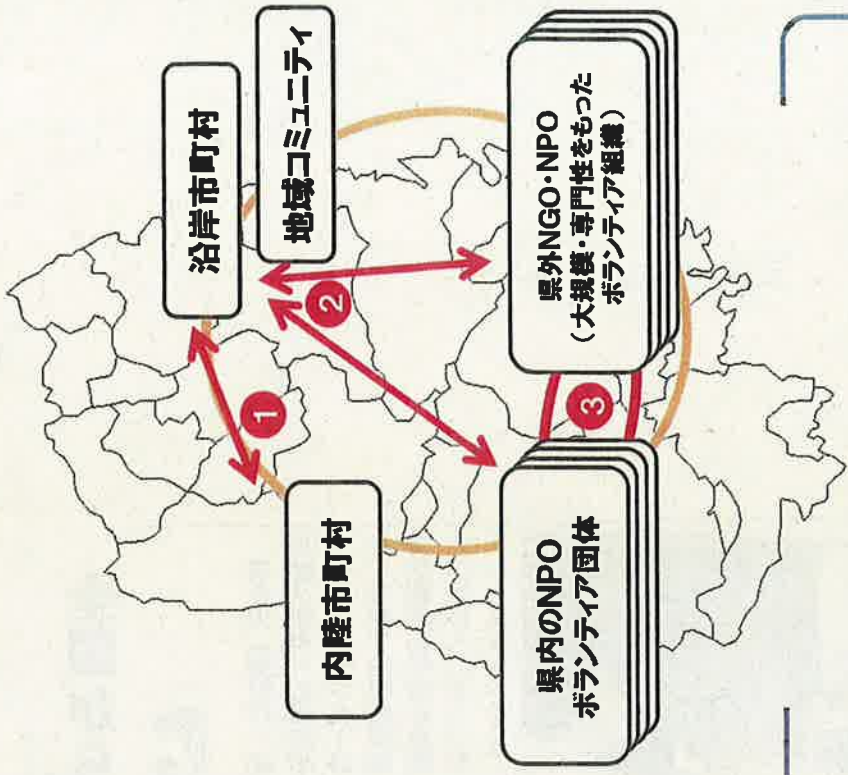 沿岸市町村
地域コミュニティ
1
2
内陸市町村
3
県内のNPO
ボランティア団体
県外NGO・NPO
(大規模・専門性をもった
ボランティア組織)